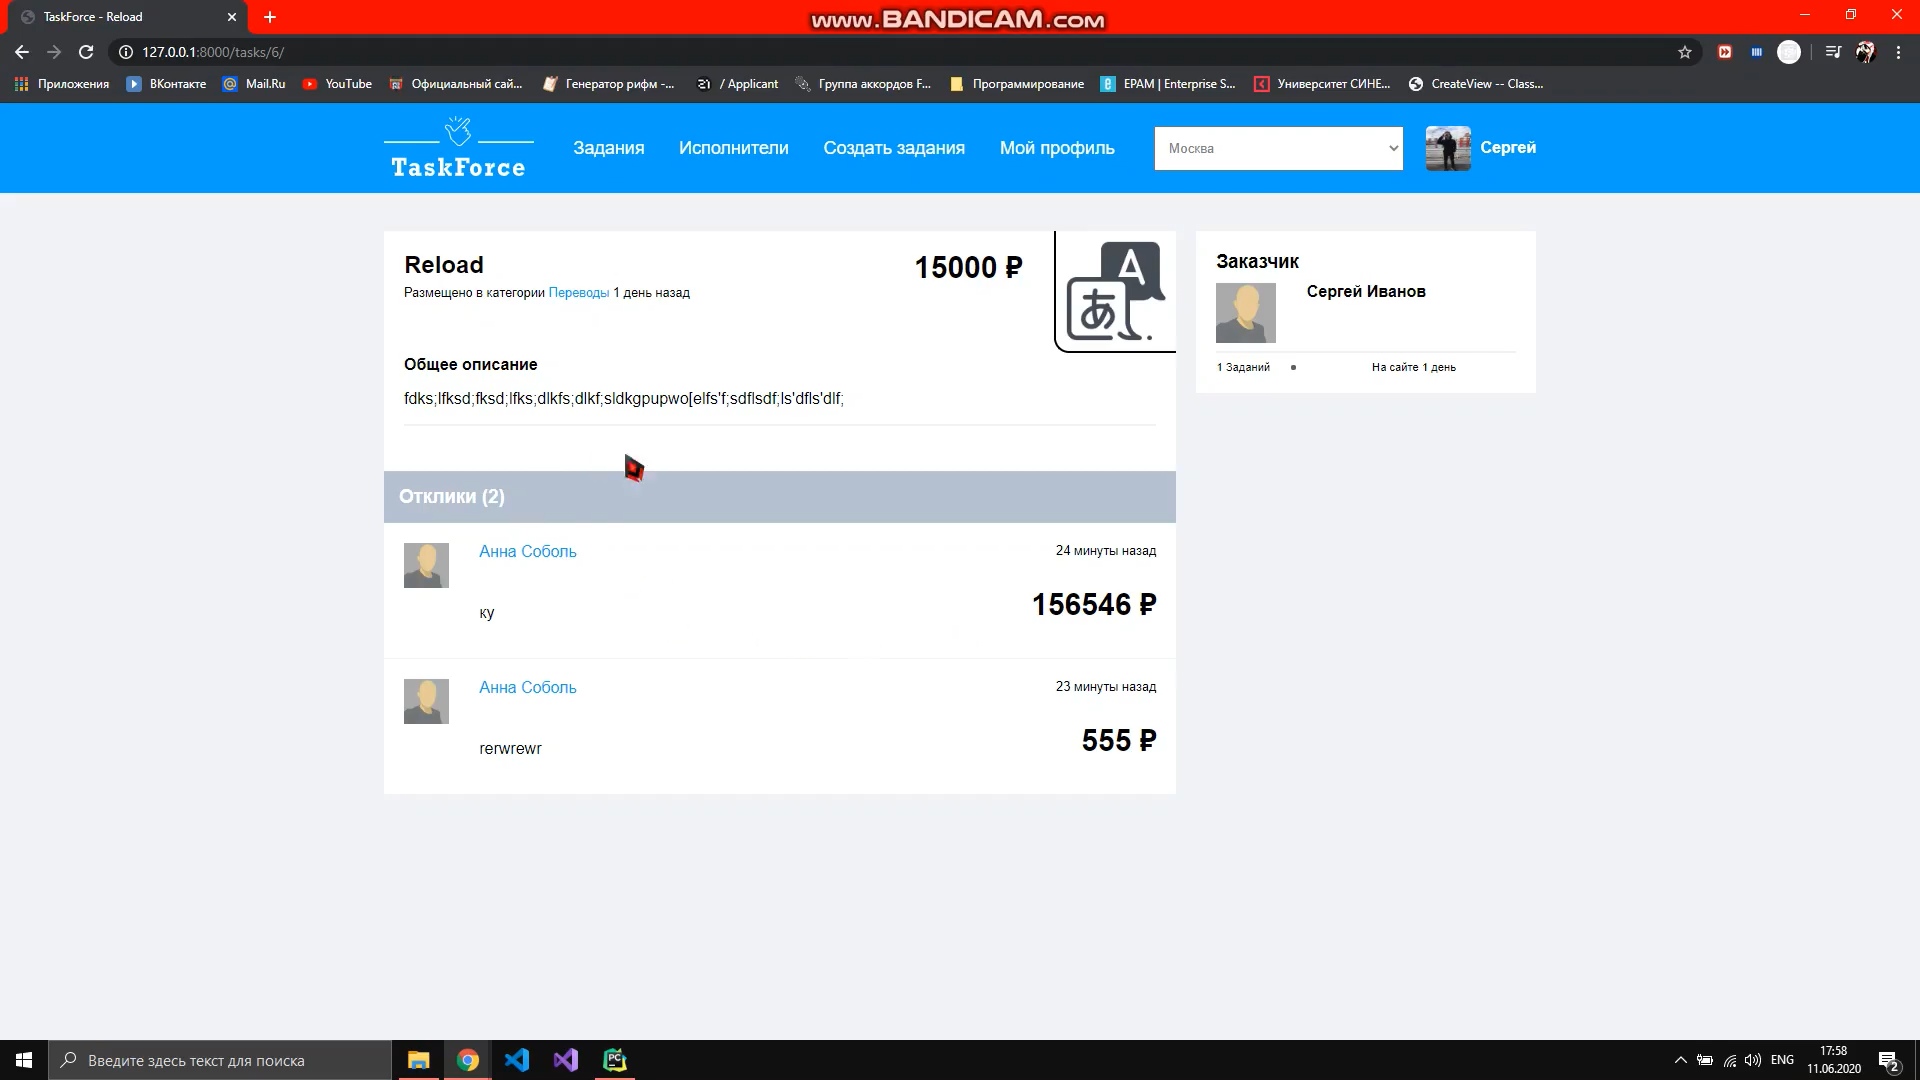 TaskForce - Reload
www.BANDICAM.com
127.0.0.1:8000/tasks/6/
Приложения
ВКонтакте
Mail.Ru
YouTube
Официальный сай...
Генератор рифм -...
/ Applicant
Группа аккордов F...
Программирование
EPAM | Enterprise S...
Университет СИНЕ...
CreateView -- Class...
TaskForce
Задания
Исполнители
Создать задания
Мой профиль
Москва
Сергей
Reload
15000 ₽
Размещено в категории Переводы 1 день назад
Общее описание
fdks;lfksd;fksd;lfks;dlkfs;dlkf;sldkgpupwo[elfs'f;sdflsdf;ls'dfls'dlf;
Заказчик
Сергей Иванов
1 Заданий
На сайте 1 день
Отклики (2)
Анна Соболь
24 минуты назад
ку
156546 ₽
Анна Соболь
23 минуты назад
rerwrewr
555 ₽
Введите здесь текст для поиска
ENG
17:58
11.06.2020
2